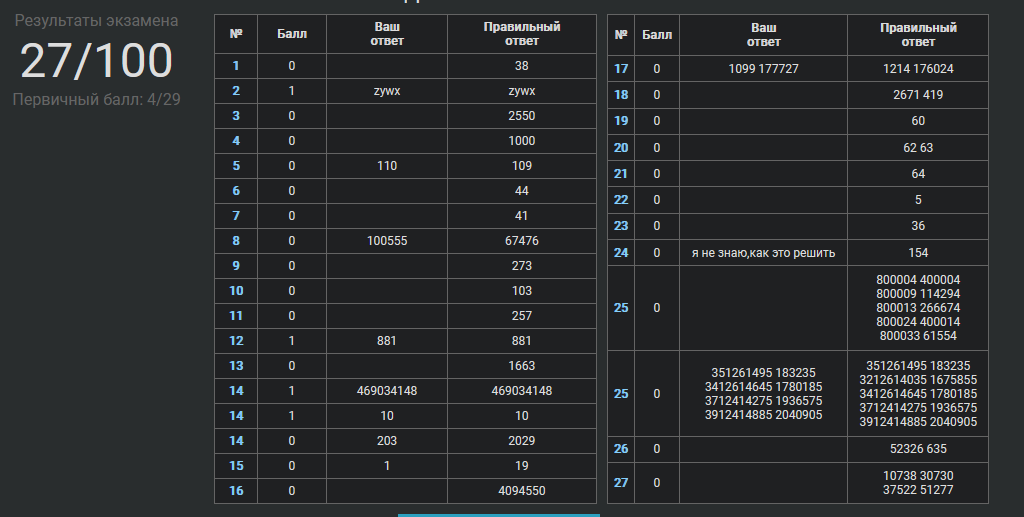 Результаты экзамена
27/100
Первичный балл: 4/29
№ Балл Ваш ответ Правильный ответ
1 0 38
2 1 zywx zywx
3 0 2550
4 0 1000
5 0 110 109
6 0 44
7 0 41
8 0 100555 67476
9 0 273
10 0 103
11 0 257
12 1 881 881
13 0 1663
14 1 469034148 469034148
14 1 10 10
14 0 203 2029
15 0 1 19
16 0 4094550
№ Балл Ваш ответ Правильный ответ
17 0 1099 177727 1214 176024
18 0 2671 419
19 0 60
20 0 62 63
21 0 64
22 0 5
23 0 36
24 0 я не знаю,как это решить 154
25 0
800004 400004
800009 114294
800013 266674
800024 400014
800033 61554
25 0
351261495 183235
3412614645 1780185
3712414275 1936575
3912414885 2040905
351261495 183235
3212614035 1675855
3412614645 1780185
3712414275 1936575
3912414885 2040905
26 0 52326 635
27 0
10738 30730
37522 51277